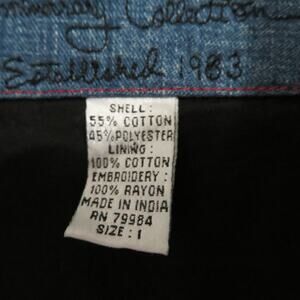 Collection
Established 1983
SHELL:
55% COTTON
45% POLYESTER
LINING:
100% COTTON
EMBROIDERY:
100% RAYON
MADE IN INDIA
RN 79984
SIZE: 1